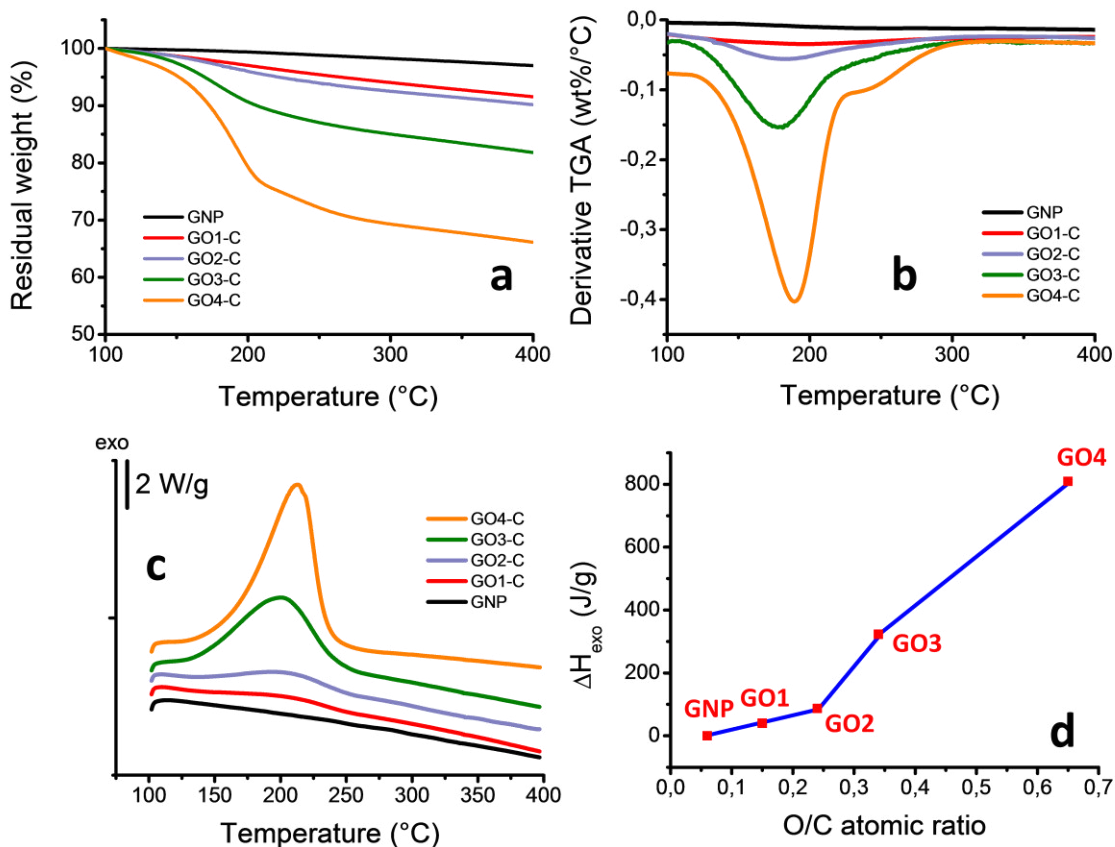 Residual weight (%)
100
90
80
70
60
50
GNP
GO1-C
GO2-C
GO3-C
GO4-C
a
100
200
300
400
Temperature (°C)
Derivative TGA (wt%/°C)
0,0
-0,1
-0,2
-0,3
-0,4
GNP
GO1-C
GO2-C
GO3-C
GO4-C
b
100
200
300
400
Temperature (°C)
exo
2 W/g
c
GO4-C
GO3-C
GO2-C
GO1-C
GNP
100
150
200
250
300
350
400
Temperature (°C)
ΔHexo (J/g)
800
600
400
200
0
GNP
GO1
GO2
GO3
GO4
d
0,0
0,1
0,2
0,3
0,4
0,5
0,6
0,7
O/C atomic ratio